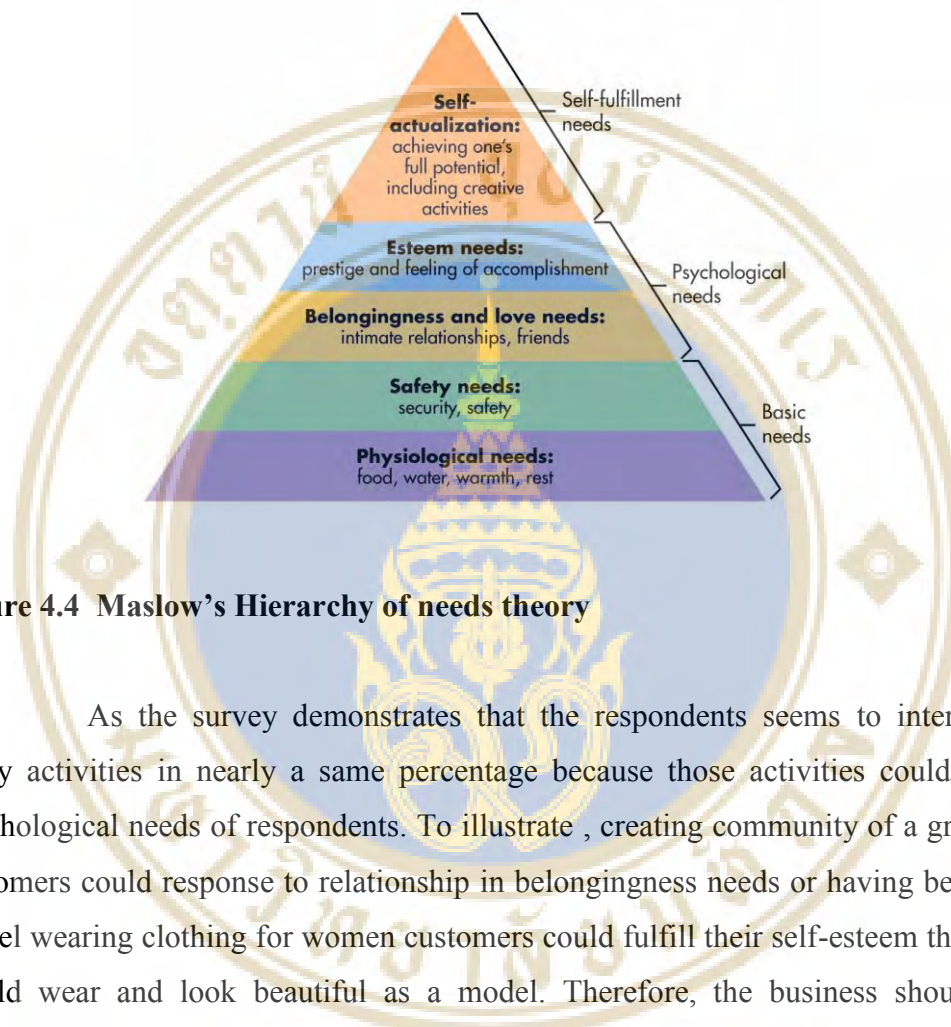 Self-
actualization:
achieving one's
full potential,
including creative
activities
Self-fulfillment
needs
Esteem needs:
prestige and feeling of accomplishment
Psychological
needs
Belongingness and love needs:
intimate relationships, friends
Safety needs:
security, safety
Basic
needs
Physiological needs:
food, water, warmth, rest
ure 4.4 Maslow's Hierarchy of needs theory
As the survey demonstrates that the respondents seems to inter
y activities in nearly a same percentage because those activities could
hological needs of respondents. To illustrate , creating community of a gr
omers could response to relationship in belongingness needs or having be
el wearing clothing for women customers could fulfill their self-esteem th
ld wear and look beautiful as a model. Therefore, the business shou